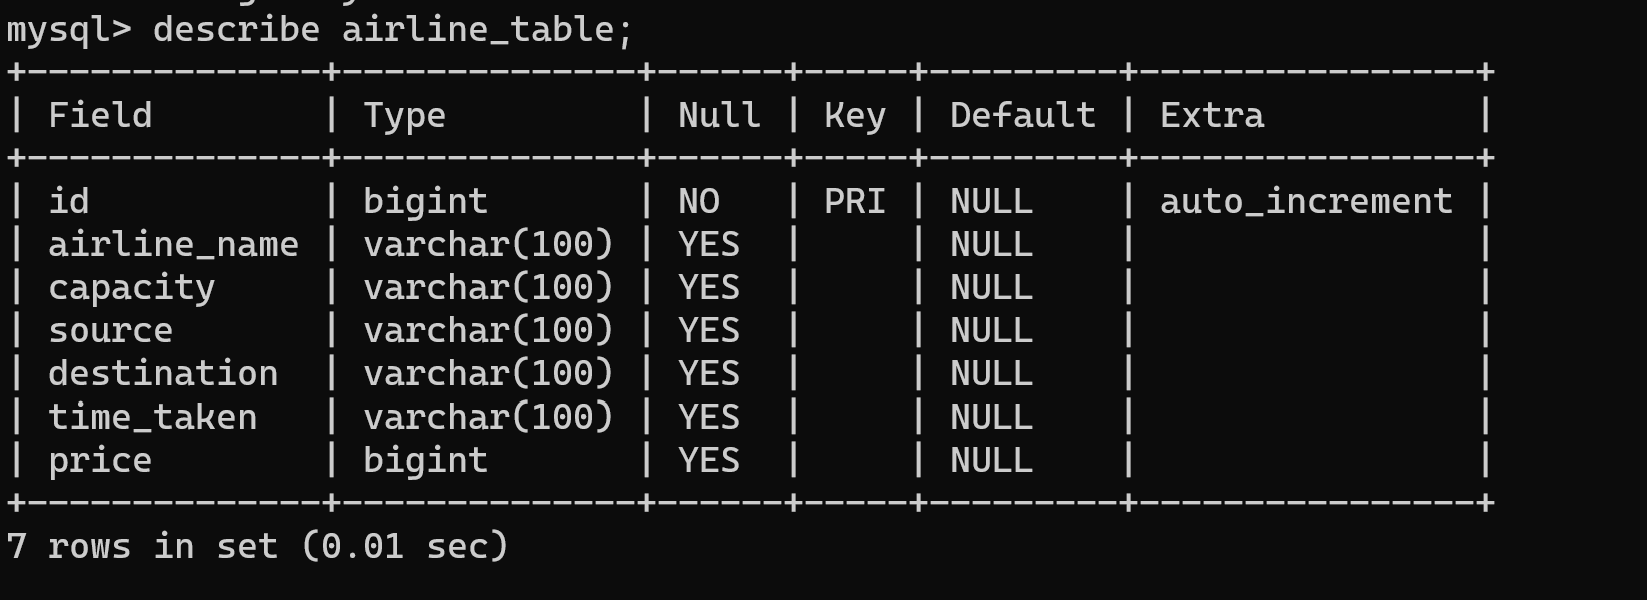 mysql> describe airline_table;
+--------------+--------------+------+-----+---------+----------------+
| Field        | Type         | Null | Key | Default | Extra          |
+--------------+--------------+------+-----+---------+----------------+
| id           | bigint       | NO   | PRI | NULL    | auto_increment |
| airline_name | varchar(100) | YES  |     | NULL    |                |
| capacity     | varchar(100) | YES  |     | NULL    |                |
| source       | varchar(100) | YES  |     | NULL    |                |
| destination  | varchar(100) | YES  |     | NULL    |                |
| time_taken   | varchar(100) | YES  |     | NULL    |                |
| price        | bigint       | YES  |     | NULL    |                |
+--------------+--------------+------+-----+---------+----------------+
7 rows in set (0.01 sec)